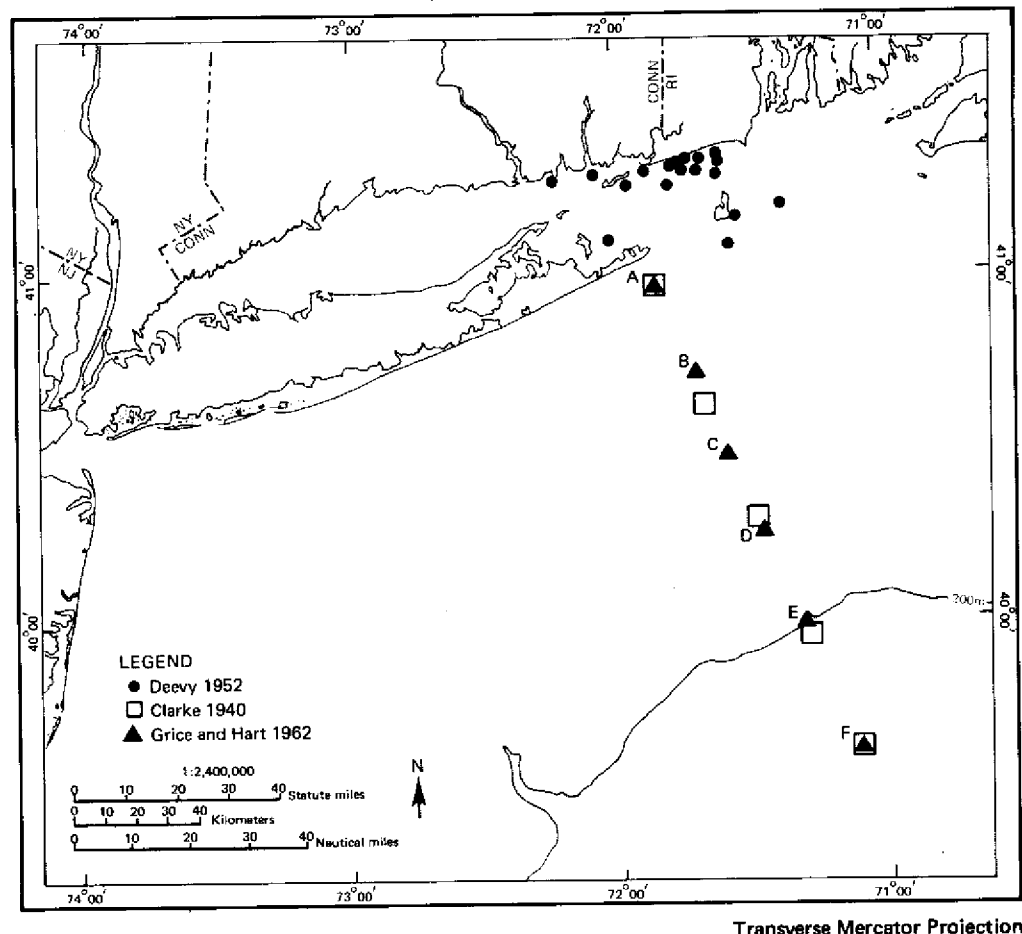 74°00' 73°00' 72°00' 71°00'
CONN
RI
NY
CONN
NY
NJ
41°00' 41°00'
A
B
C
D
E
F
200m
40°00' 40°00'
LEGEND
Deevy 1952
Clarke 1940
Grice and Hart 1962
1:2,400,000
0 10 20 30 40 Statute miles
0 10 20 30 40 Kilometers
0 10 20 30 40 Nautical miles
N
74°00' 73°00' 72°00' 71°00'
Transverse Mercator Projection